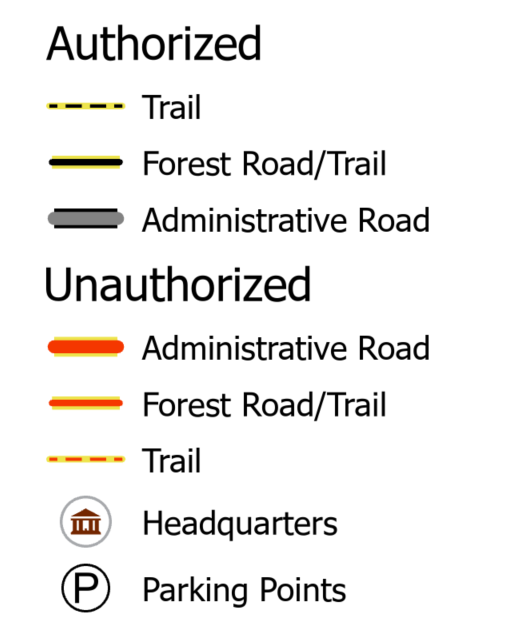 Authorized
Trail
Forest Road/Trail
Administrative Road
Unauthorized
Administrative Road
Forest Road/Trail
Trail
Headquarters
P Parking Points